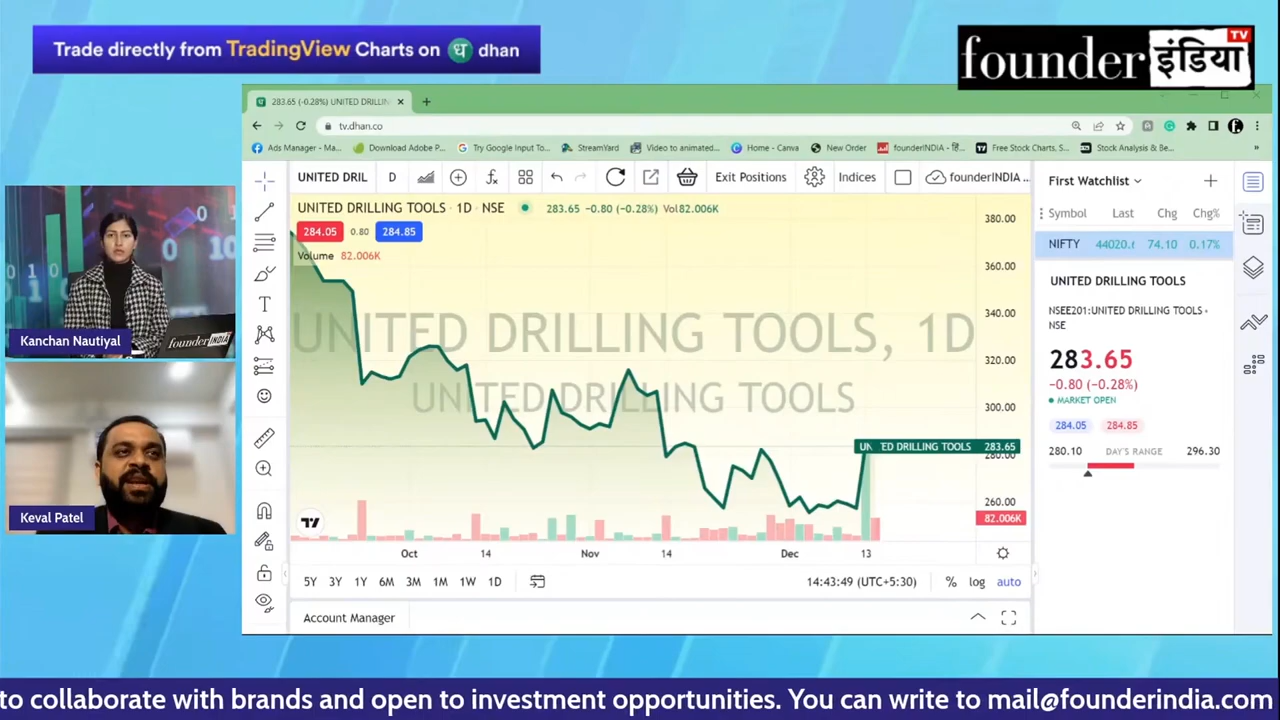 Trade directly from TradingView Charts on ध dhan
founder इंडिया TV
283.65 (-0.28%) UNITED DRILLIN
tv.dhan.co
Ads Manager - Ma...
Download Adobe P...
Try Google Input To...
StreamYard
Video to animated...
Home - Canva
New Order
founderINDIA - हि...
Free Stock Charts, S...
Stock Analysis & Be...
UNITED DRIL D Exit Positions Indices founderINDIA ..
UNITED DRILLING TOOLS · 1D · NSE 283.65 -0.80 (-0.28%) Vol82.006K
284.05 0.80 284.85
Volume 82.006K
UNITED DRILLING TOOLS, 1D
UNITED DRILLING TOOLS
380.00
360.00
340.00
320.00
300.00
UNITED DRILLING TOOLS 283.65
280.00
260.00
82.006K
Oct 14 Nov 14 Dec 13
5Y 3Y 1Y 6M 3M 1M 1W 1D 14:43:49 (UTC+5:30) % log auto
Account Manager
First Watchlist
Symbol Last Chg Chg%
NIFTY 44020. 74.10 0.17%
UNITED DRILLING TOOLS
NSEE201:UNITED DRILLING TOOLS •
NSE
283.65
-0.80 (-0.28%)
MARKET OPEN
284.05 284.85
280.10 DAY'S RANGE 296.30
founderINDIA
Kanchan Nautiyal
Keval Patel
to collaborate with brands and open to investment opportunities. You can write to mail@founderindia.com